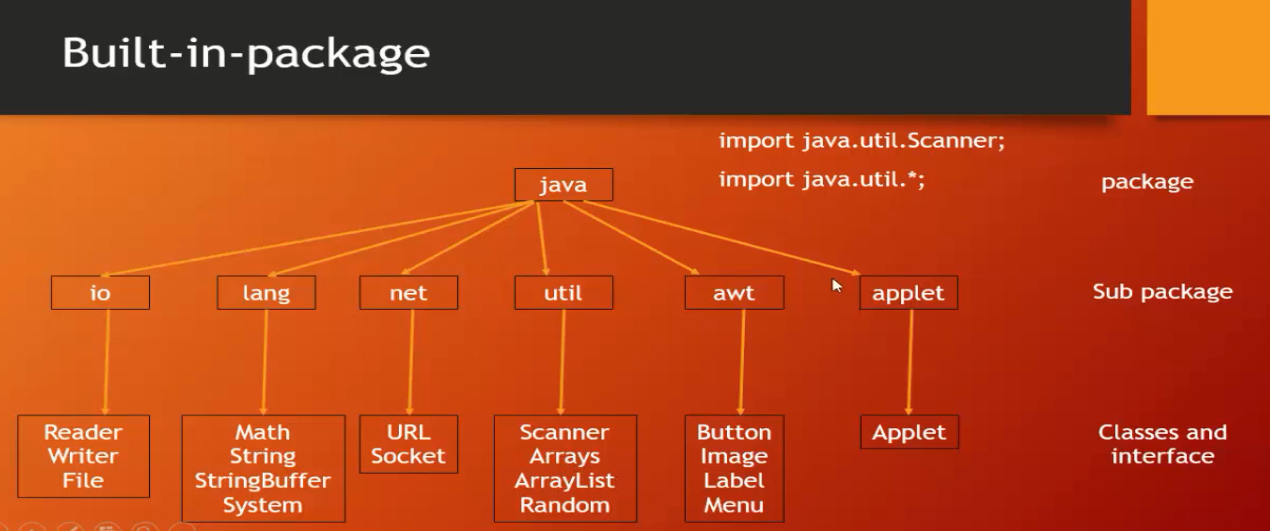 Built-in-package
import java.util.Scanner;
import java.util.*;
java
package
io
lang
net
util
awt
applet
Sub package
Reader
Writer
File
Math
String
StringBuffer
System
URL
Socket
Scanner
Arrays
ArrayList
Random
Button
Image
Label
Menu
Applet
Classes and
interface